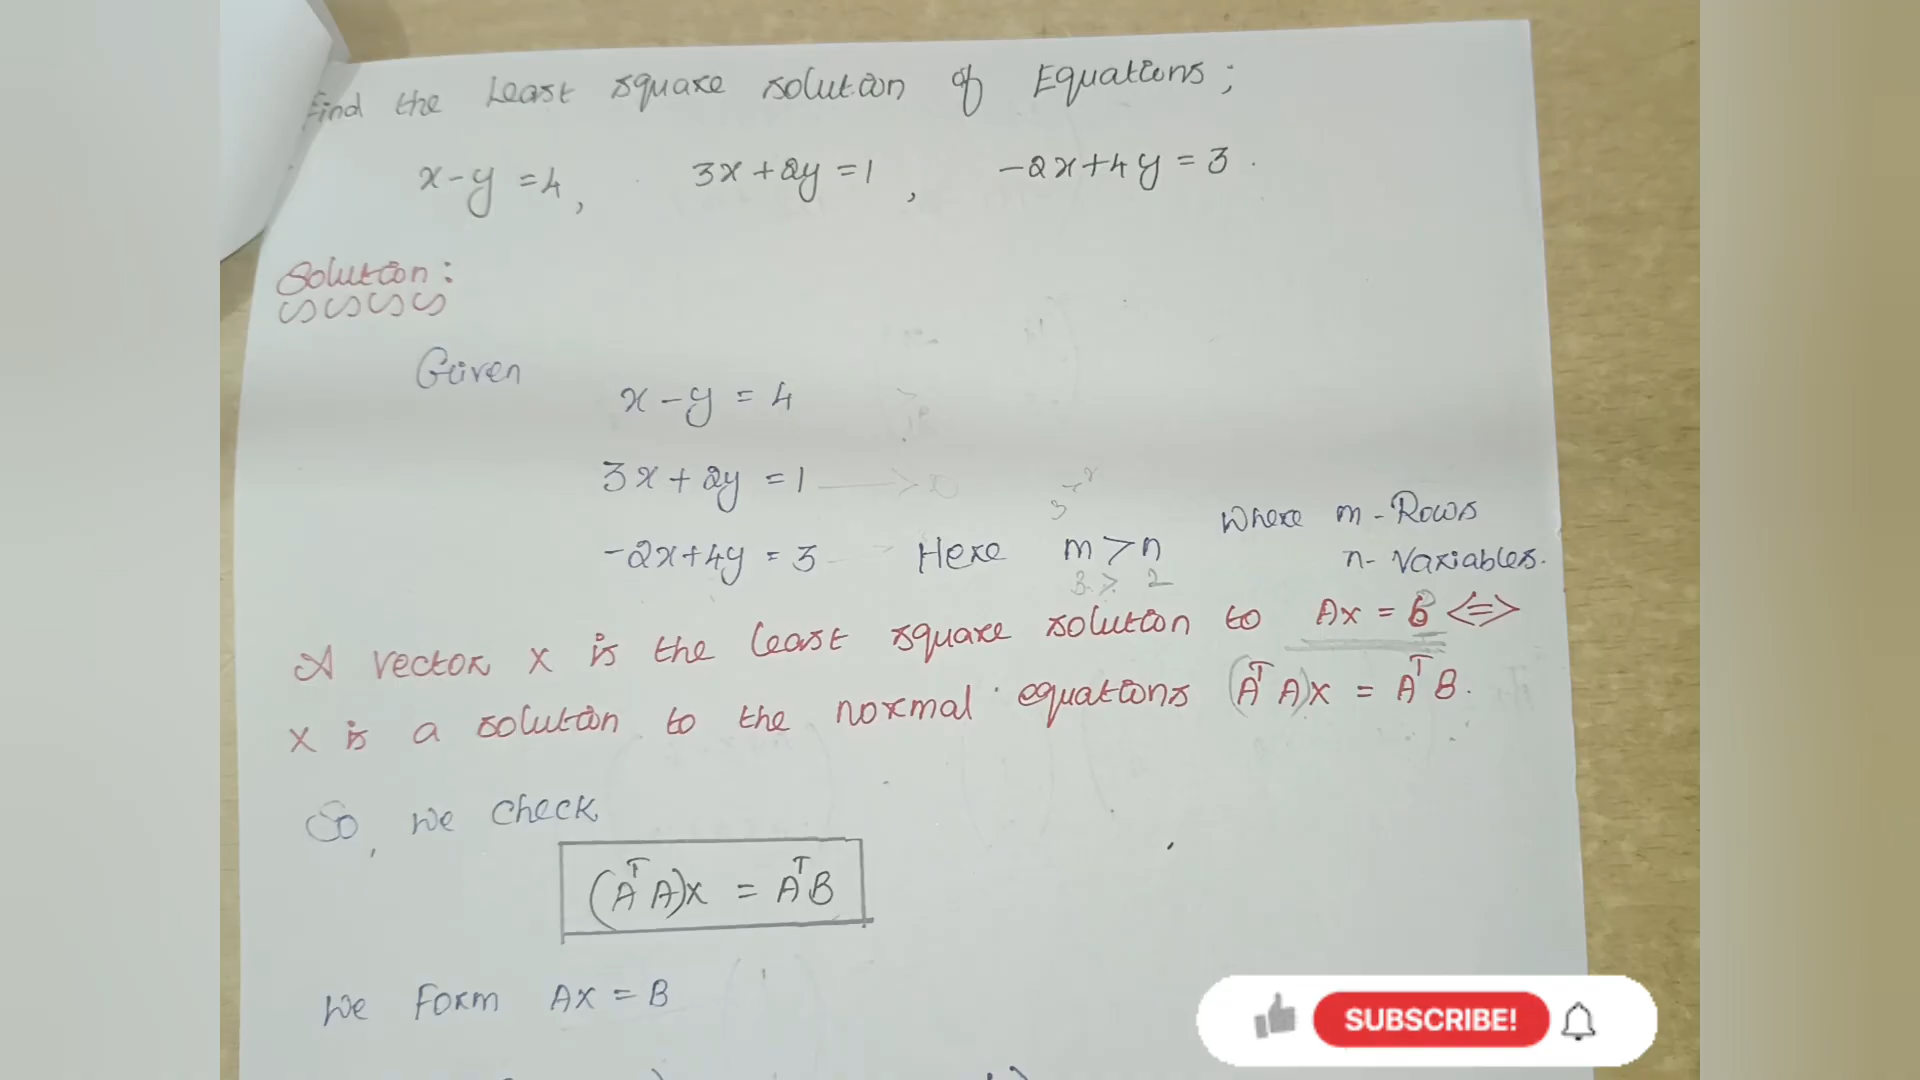 Find the Least square solution of Equations;
x-y=4, 3x+2y=1, -2x+4y=3.
Solution:
Given
x-y=4
3x+2y=1
-2x+4y=3 Here m>n Where m-Rows
3 > 2 n- Variables.
A vector x is the least square solution to Ax=B <=>
x is a solution to the normal equations (AᵀA)x = AᵀB.
So, we check
(AᵀA)x = AᵀB
We Form Ax=B
SUBSCRIBE!